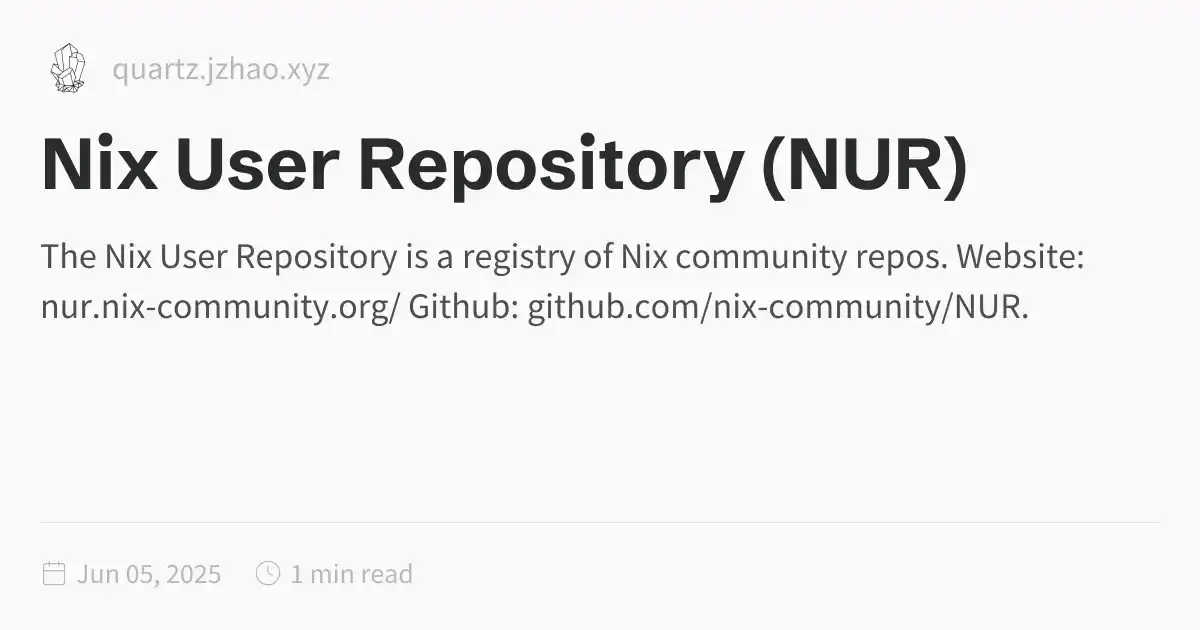 quartz.jzhao.xyz
Nix User Repository (NUR)
The Nix User Repository is a registry of Nix community repos. Website:
nur.nix-community.org/ Github: github.com/nix-community/NUR.
Jun 05, 2025 1 min read